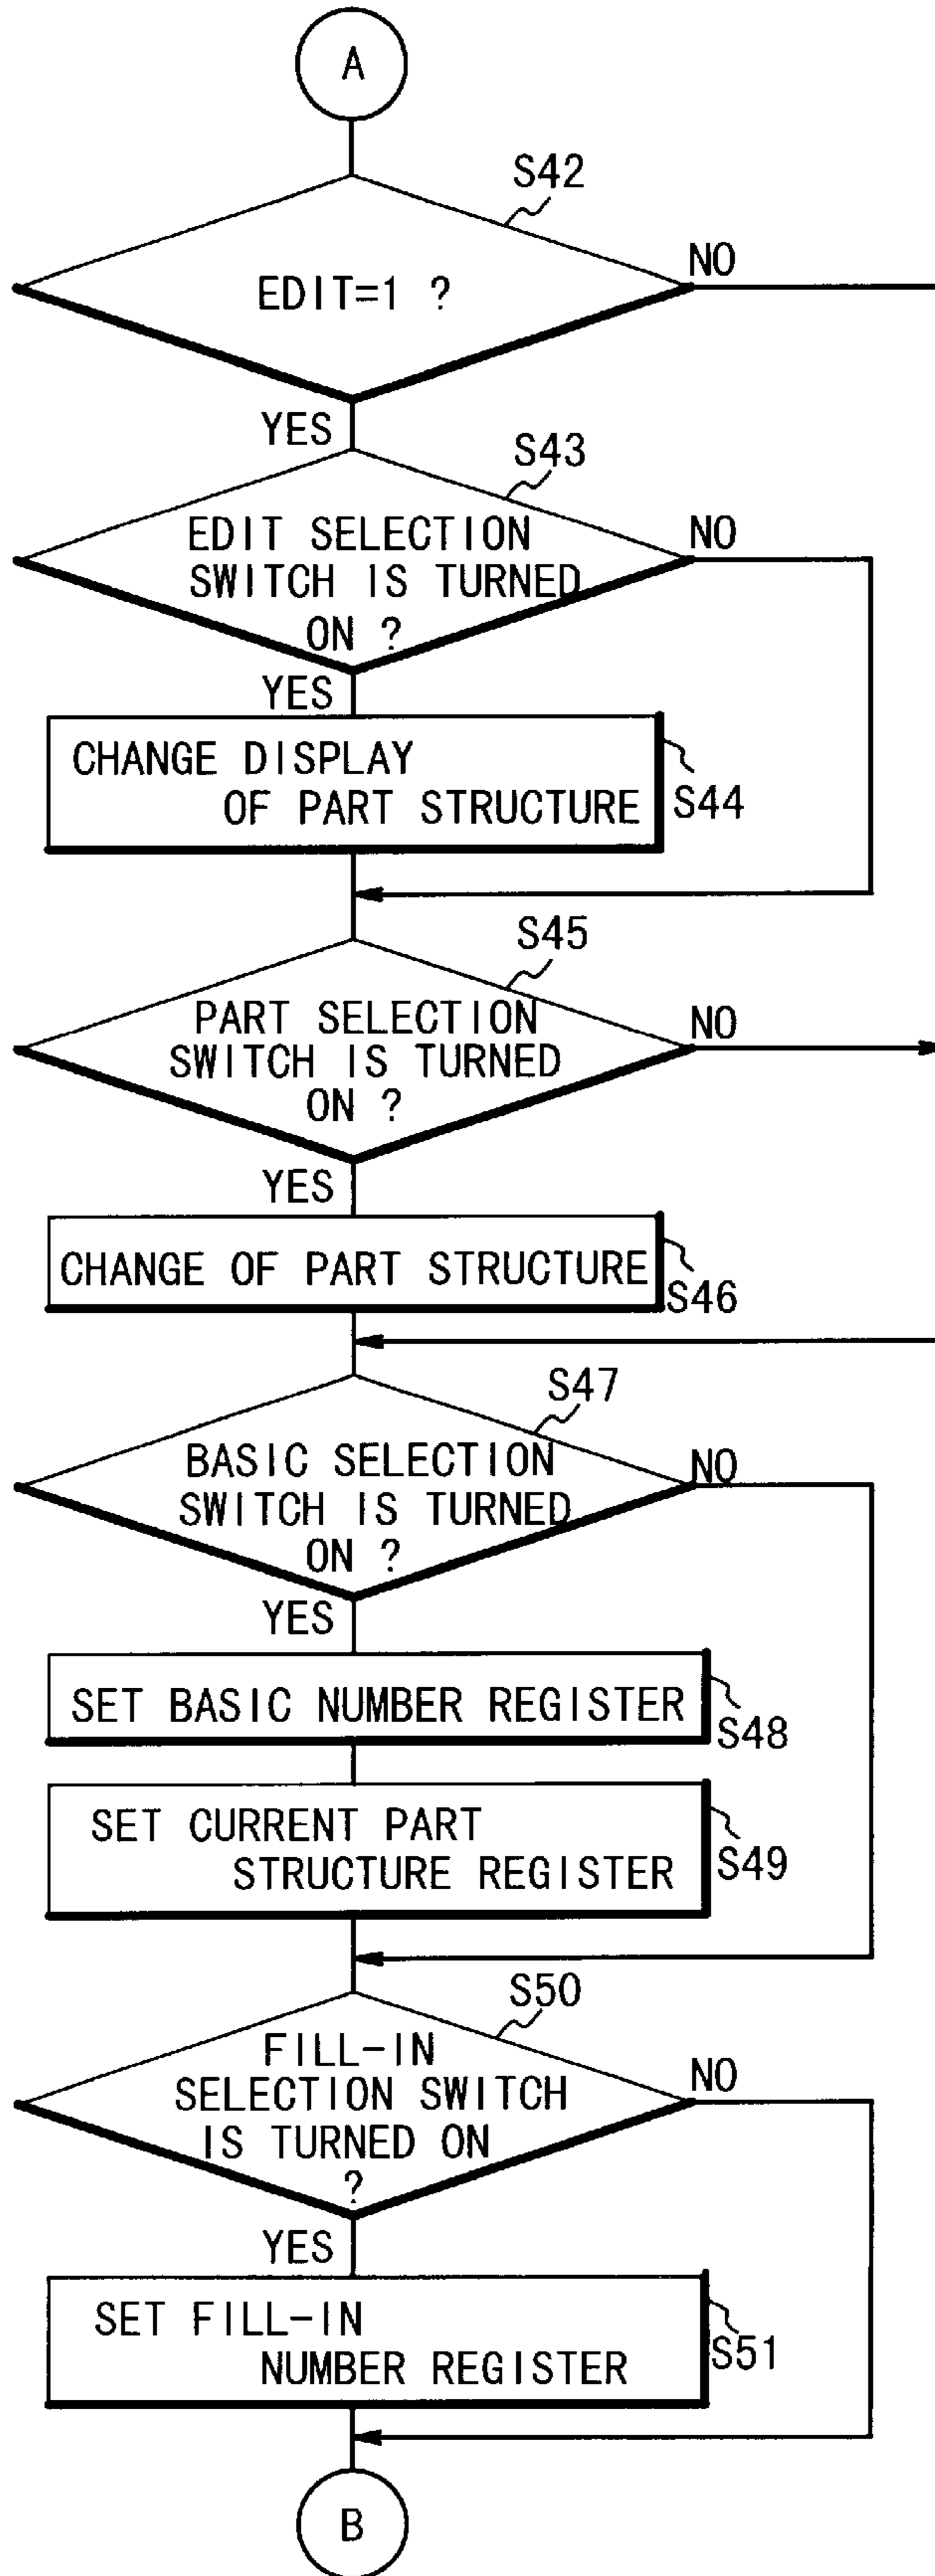 A
S42
EDIT=1 ?
NO
YES
S43
EDIT SELECTION
SWITCH IS TURNED
ON ?
NO
YES
CHANGE DISPLAY
OF PART STRUCTURE
S44
S45
PART SELECTION
SWITCH IS TURNED
ON ?
NO
YES
CHANGE OF PART STRUCTURE
S46
S47
BASIC SELECTION
SWITCH IS TURNED
ON ?
NO
YES
SET BASIC NUMBER REGISTER
S48
SET CURRENT PART
STRUCTURE REGISTER
S49
S50
FILL-IN
SELECTION SWITCH
IS TURNED ON
?
NO
YES
SET FILL-IN
NUMBER REGISTER
S51
B